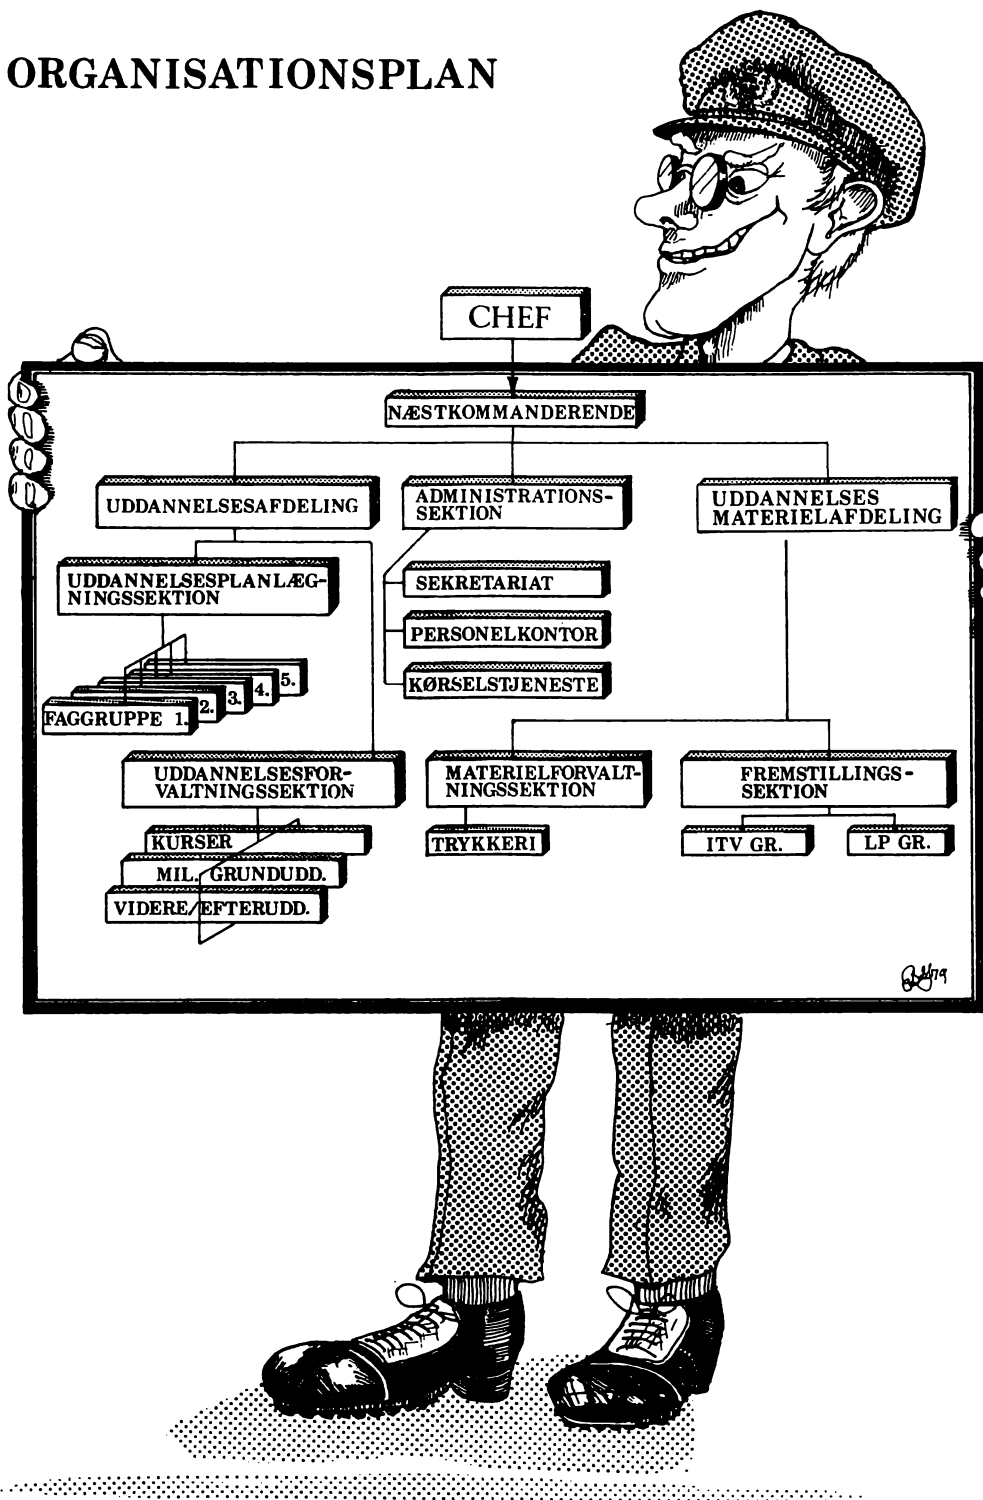 ORGANISATIONSPLAN
CHEF
NÆSTKOMMANDERENDE
UDDANNELSESAFDELING
ADMINISTRATIONS-
SEKTION
UDDANNELSES
MATERIELAFDELING
UDDANNELSESPLANLÆG-
NINGSSEKTION
SEKRETARIAT
PERSONELKONTOR
KØRSELSTJENESTE
5.
4.
3.
2.
FAGGRUPPE 1.
UDDANNELSESFOR-
VALTNINGSSEKTION
MATERIELFORVALT-
NINGSSEKTION
FREMSTILLINGS-
SEKTION
KURSER
MIL. GRUNDUDD.
VIDERE/EFTERUDD.
TRYKKERI
ITV GR.
LP GR.